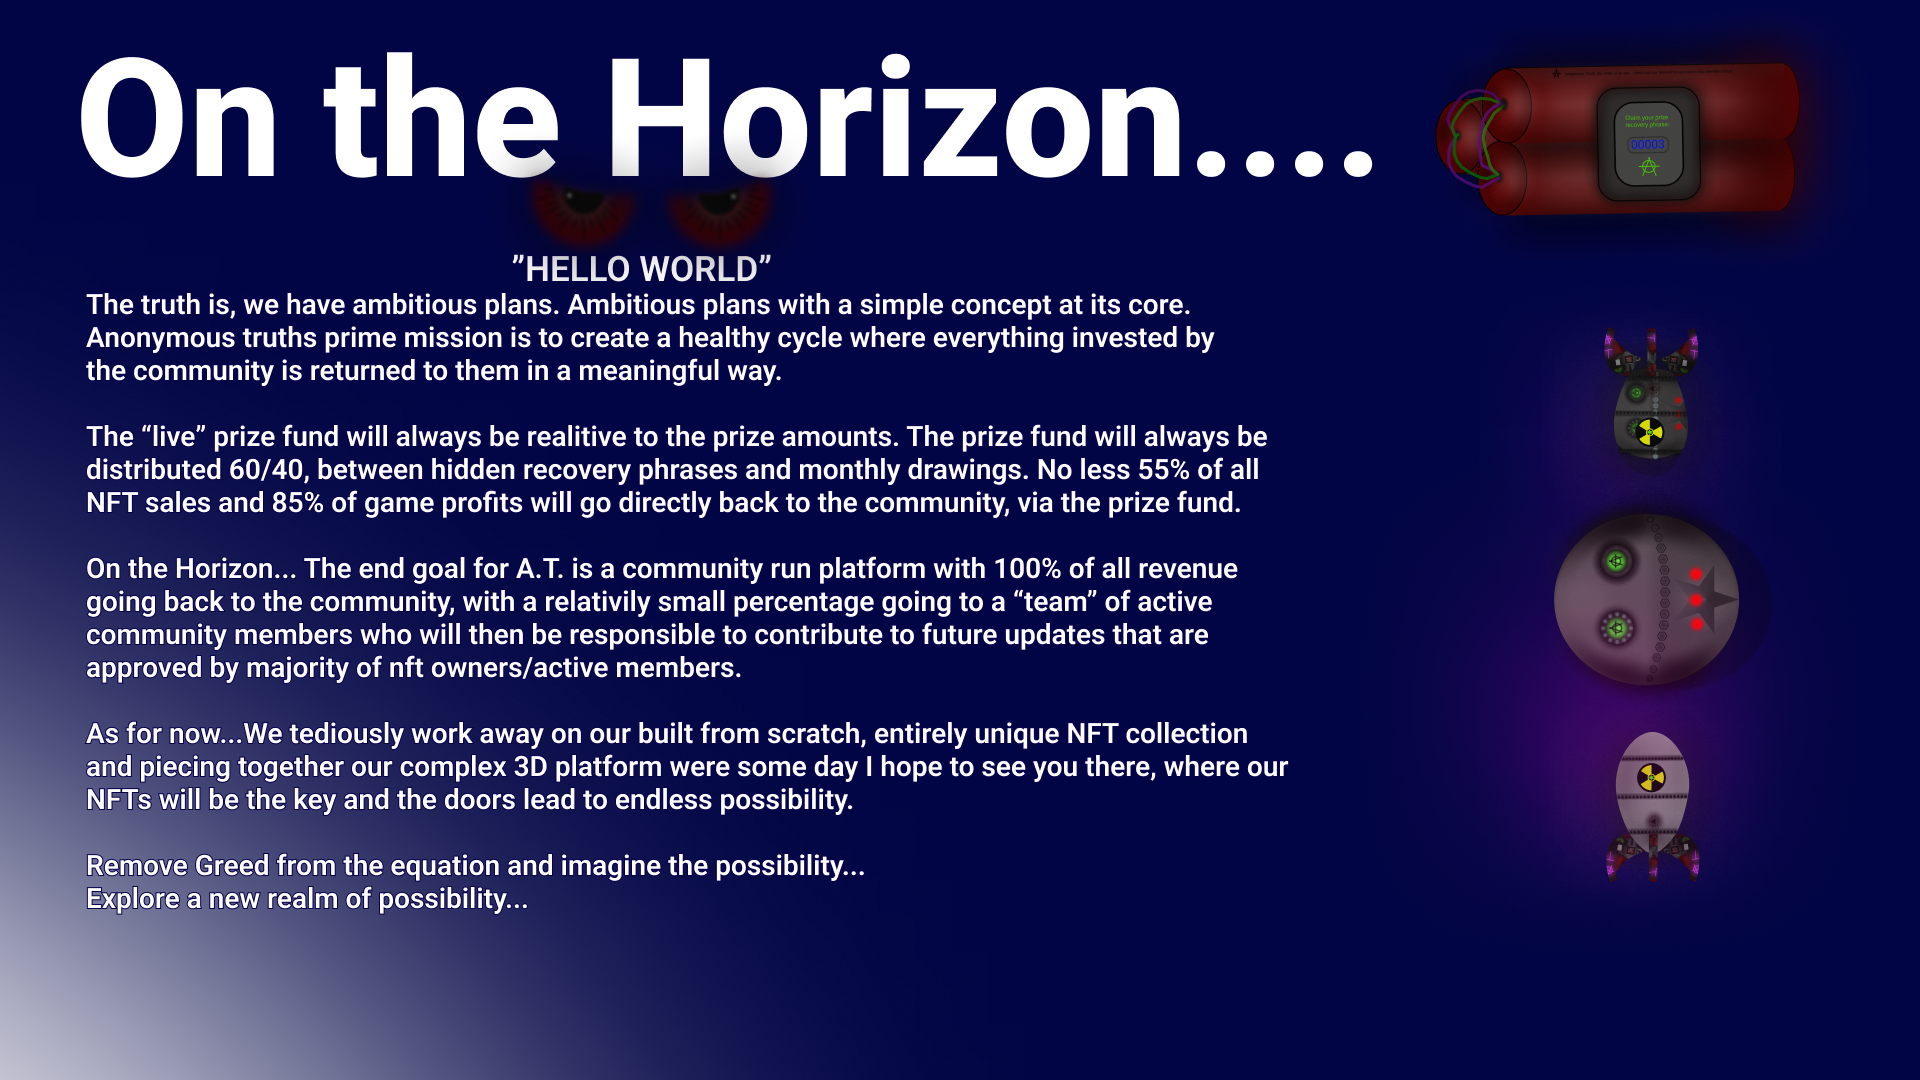 On the Horizon....
”HELLO WORLD”
The truth is, we have ambitious plans. Ambitious plans with a simple concept at its core.
Anonymous truths prime mission is to create a healthy cycle where everything invested by
the community is returned to them in a meaningful way.
The “live” prize fund will always be realitive to the prize amounts. The prize fund will always be
distributed 60/40, between hidden recovery phrases and monthly drawings. No less 55% of all
NFT sales and 85% of game profits will go directly back to the community, via the prize fund.
On the Horizon... The end goal for A.T. is a community run platform with 100% of all revenue
going back to the community, with a relativily small percentage going to a “team” of active
community members who will then be responsible to contribute to future updates that are
approved by majority of nft owners/active members.
As for now...We tediously work away on our built from scratch, entirely unique NFT collection
and piecing together our complex 3D platform were some day I hope to see you there, where our
NFTs will be the key and the doors lead to endless possibility.
Remove Greed from the equation and imagine the possibility...
Explore a new realm of possibility...
Claim your prize
recovery phrase:
00003